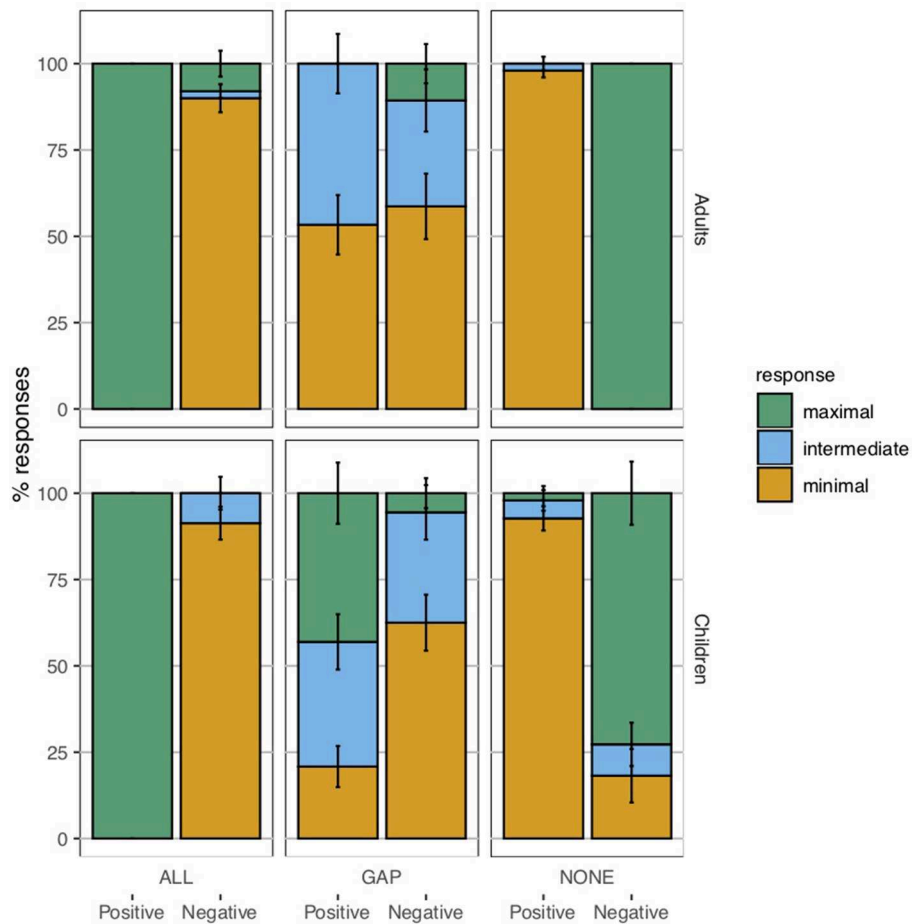 100
75
50
25
0
Adults
% responses
100
75
50
25
0
Children
ALL GAP NONE
Positive Negative Positive Negative Positive Negative
response
maximal
intermediate
minimal